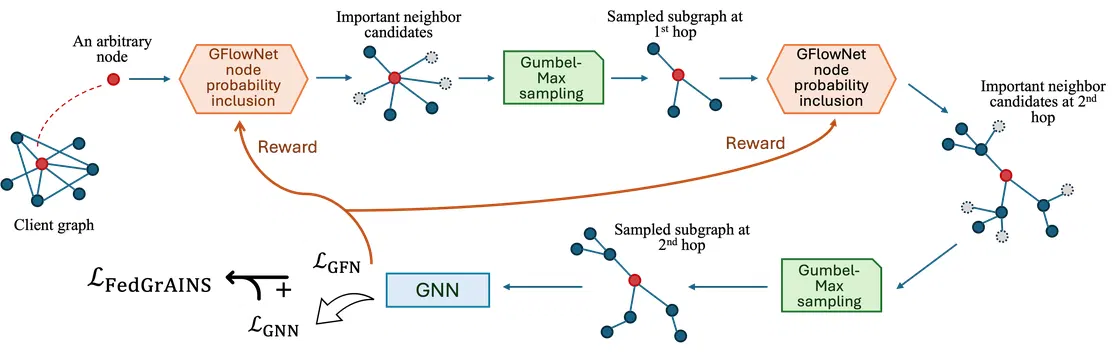 An arbitrary
node
GFlowNet
node
probability
inclusion
Important neighbor
candidates
Gumbel-
Max
sampling
Sampled subgraph at
1st hop
GFlowNet
node
probability
inclusion
Important neighbor
candidates at 2nd
hop
Reward
Reward
Client graph
Sampled subgraph at
2nd hop
Gumbel-
Max
sampling
GNN
ℒGFN
ℒFedGrAINS
+
ℒGNN